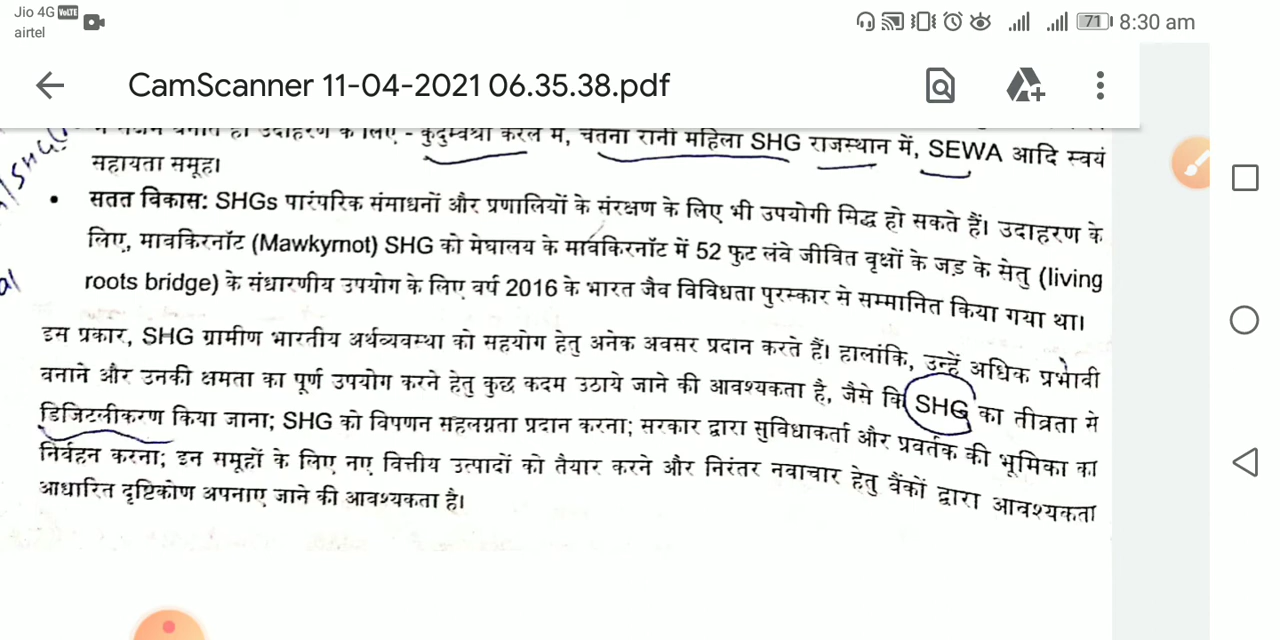 Jio 4G VoLTE
airtel
71 8:30 am
CamScanner 11-04-2021 06.35.38.pdf
उदाहरण के लिए - कुदुम्बश्री केरल में, चेतना रानी महिला SHG राजस्थान में, SEWA आदि स्वयं
सहायता समूह।
• सतत विकास: SHGs पारंपरिक संसाधनों और प्रणालियों के संरक्षण के लिए भी उपयोगी सिद्ध हो सकते हैं। उदाहरण के
लिए, मावकिरनॉट (Mawkyrnot) SHG को मेघालय के मावकिरनॉट में 52 फुट लंबे जीवित वृक्षों के जड़ के सेतु (living
roots bridge) के संधारणीय उपयोग के लिए वर्ष 2016 के भारत जैव विविधता पुरस्कार से सम्मानित किया गया था।
इस प्रकार, SHG ग्रामीण भारतीय अर्थव्यवस्था को सहयोग हेतु अनेक अवसर प्रदान करते हैं। हालांकि, उन्हें अधिक प्रभावी
बनाने और उनकी क्षमता का पूर्ण उपयोग करने हेतु कुछ कदम उठाये जाने की आवश्यकता है, जैसे कि SHG का तीव्रता से
डिजिटलीकरण किया जाना; SHG को विपणन सहलग्नता प्रदान करना; सरकार द्वारा सुविधाकर्ता और प्रवर्तक की भूमिका का
निर्वहन करना; इन समूहों के लिए नए वित्तीय उत्पादों को तैयार करने और निरंतर नवाचार हेतु बैंकों द्वारा आवश्यकता
आधारित दृष्टिकोण अपनाए जाने की आवश्यकता है।